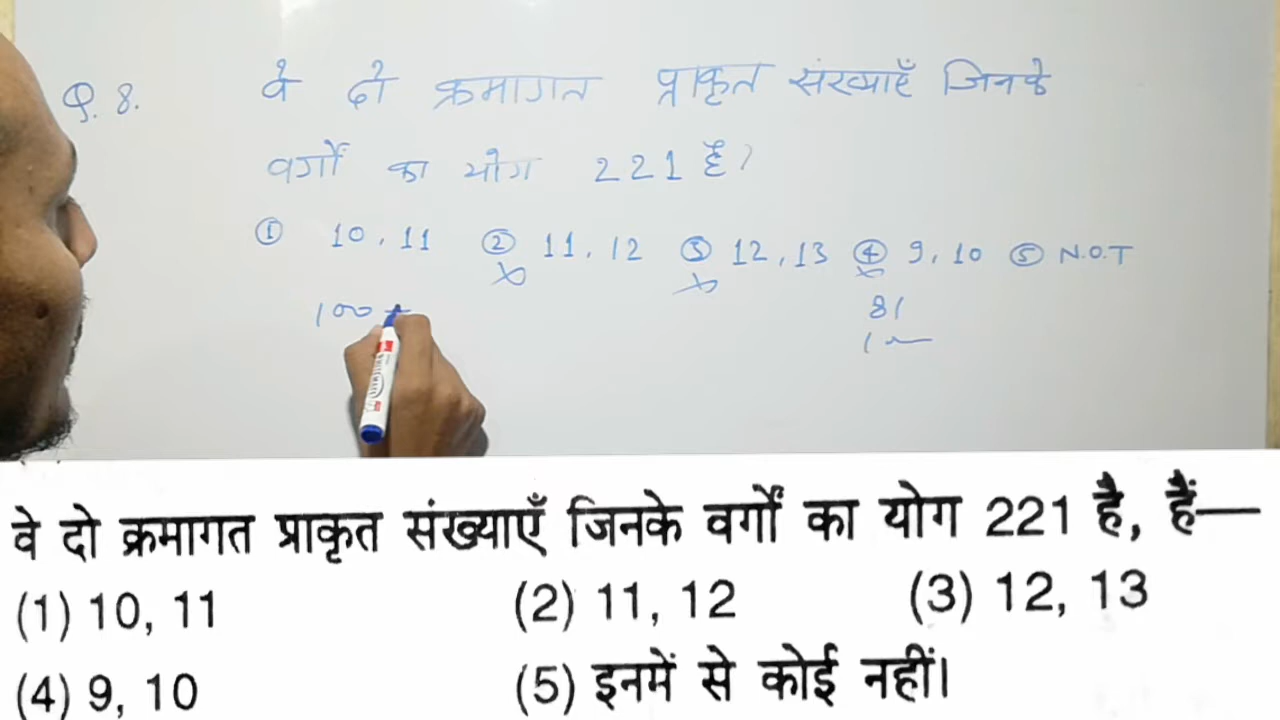 Q. 8. वे दो क्रमागत प्राकृत संख्याएँ जिनके
वर्गों का योग 221 है?
① 10, 11 ② 11, 12 ③ 12, 13 ④ 9, 10 ⑤ N.O.T
100 +
81
100
वे दो क्रमागत प्राकृत संख्याएँ जिनके वर्गों का योग 221 है, हैं—
(1) 10, 11 (2) 11, 12 (3) 12, 13
(4) 9, 10 (5) इनमें से कोई नहीं।